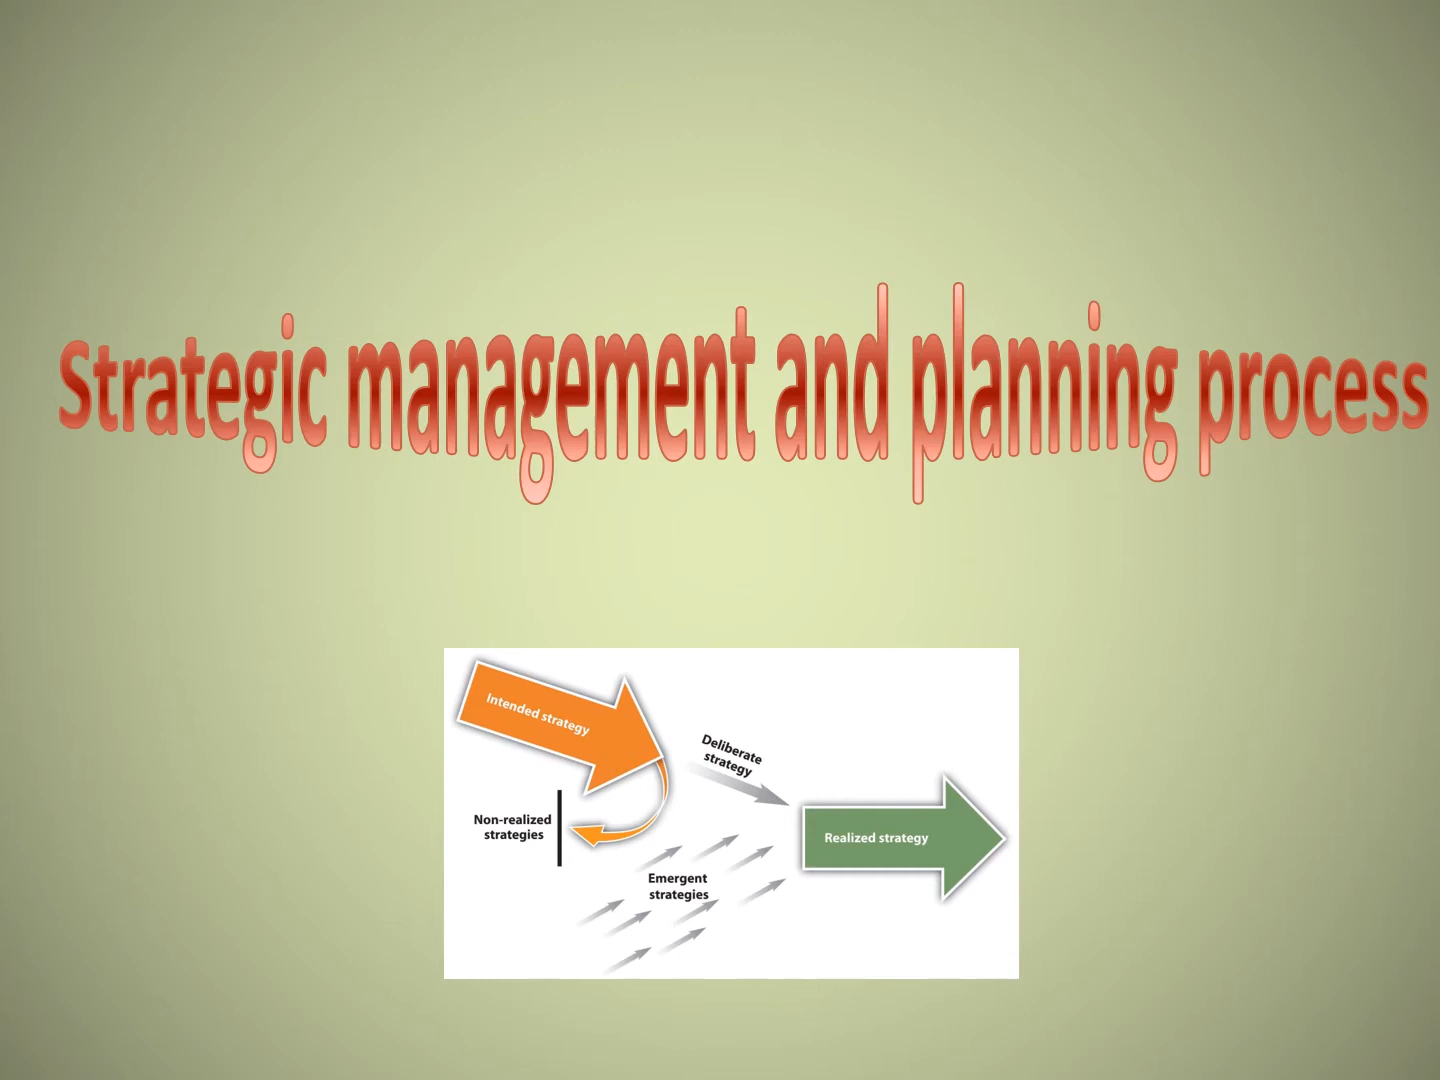 Strategic management and planning process
Intended strategy
Deliberate
strategy
Non-realized
strategies
Realized strategy
Emergent
strategies